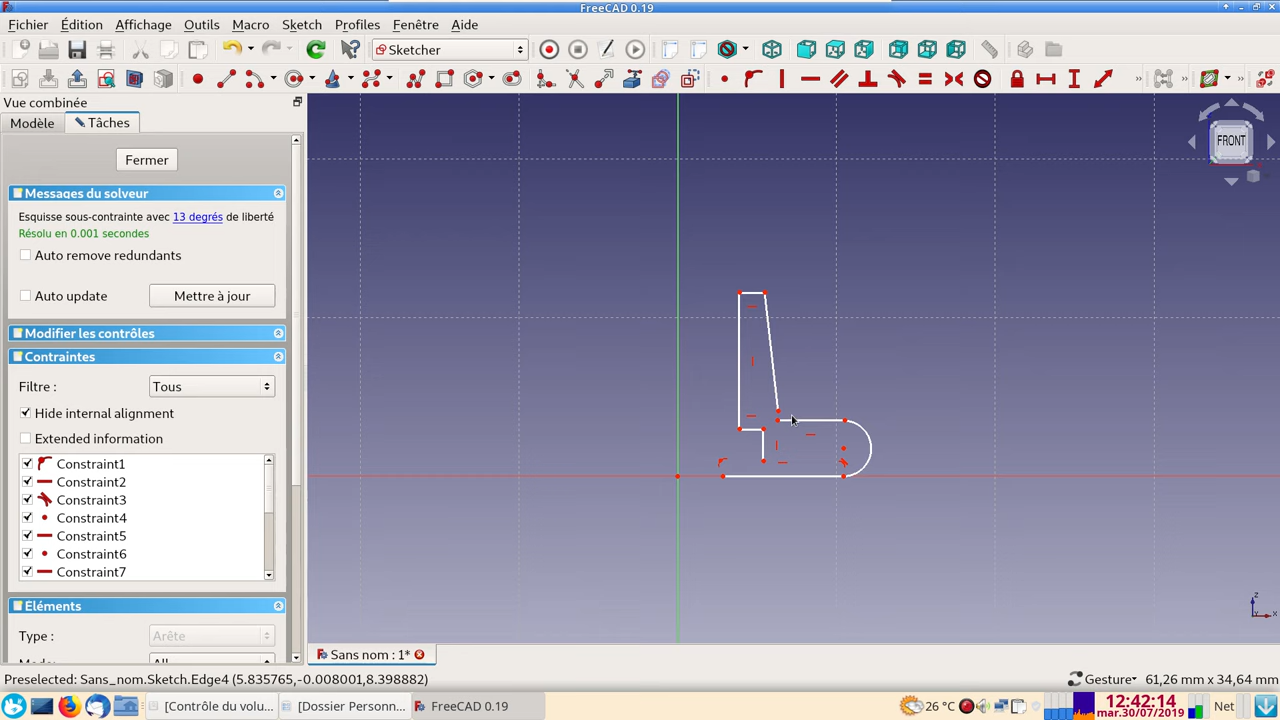 FreeCAD 0.19
Fichier Édition Affichage Outils Macro Sketch Profiles Fenêtre Aide
Sketcher
Vue combinée
Modèle Tâches
Fermer
Messages du solveur
Esquisse sous-contrainte avec 13 degrés de liberté
Résolu en 0.001 secondes
Auto remove redundants
Auto update Mettre à jour
Modifier les contrôles
Contraintes
Filtre : Tous
Hide internal alignment
Extended information
Constraint1
Constraint2
Constraint3
Constraint4
Constraint5
Constraint6
Constraint7
Éléments
Type : Arête
FRONT
Z
X
Sans nom : 1*
Preselected: Sans_nom.Sketch.Edge4 (5.835765,-0.008001,8.398882)
Gesture 61,26 mm x 34,64 mm
[Contrôle du volu... [Dossier Personn... FreeCAD 0.19
26 °C
12:42:14
mar.30/07/2019
Net